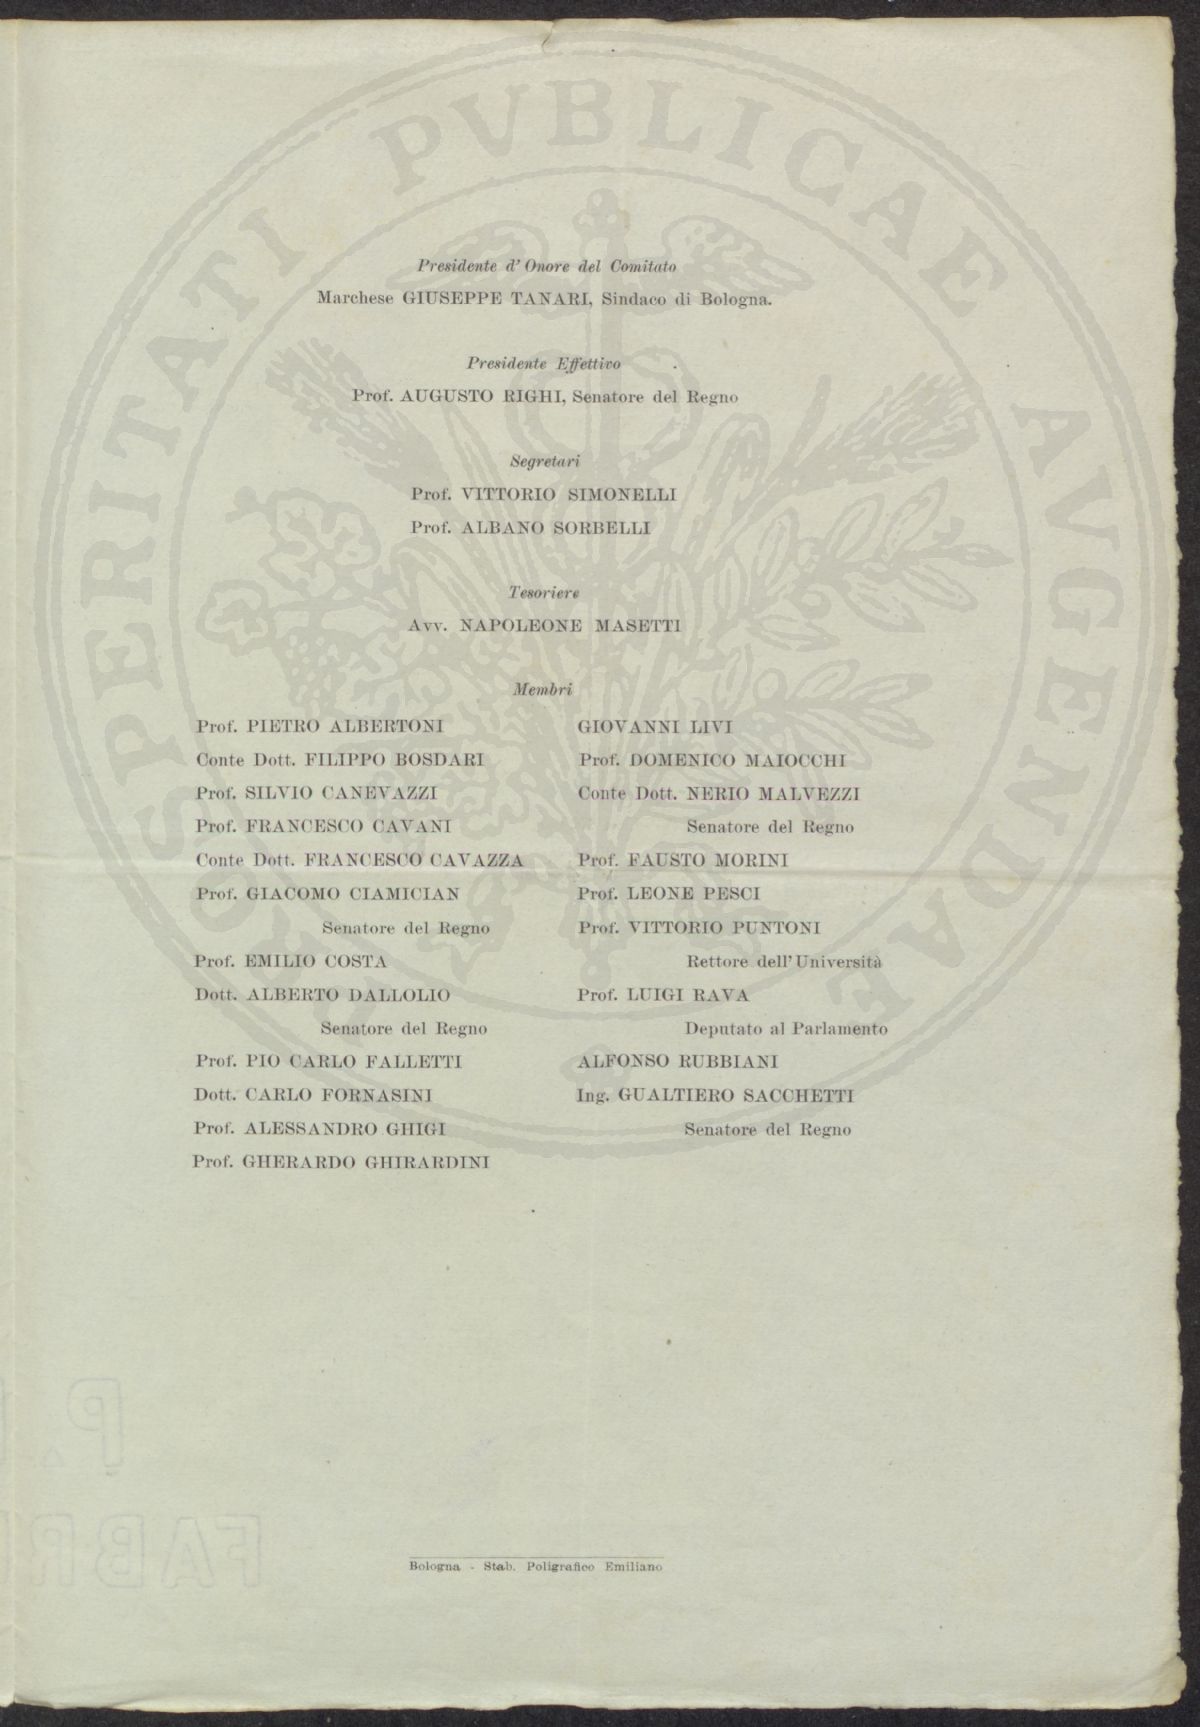 Presidente d' Onore del Comitato
Marchese GIUSEPPE TANARI, Sindaco di Bologna.
Presidente Effettivo
Prof. AUGUSTO RIGHI, Senatore del Regno
Segretari
Prof. VITTORIO SIMONELLI
Prof. ALBANO SORBELLI
Tesoriere
Avv. NAPOLEONE MASETTI
Membri
Prof. PIETRO ALBERTONI
Conte Dott. FILIPPO BOSDARI
Prof. SILVIO CANEVAZZI
Prof. FRANCESCO CAVANI
Conte Dott. FRANCESCO CAVAZZA
Prof. GIACOMO CIAMICIAN
Senatore del Regno
Prof. EMILIO COSTA
Dott. ALBERTO DALLOLIO
Senatore del Regno
Prof. PIO CARLO FALLETTI
Dott. CARLO FORNASINI
Prof. ALESSANDRO GHIGI
Prof. GHERARDO GHIRARDINI
GIOVANNI LIVI
Prof. DOMENICO MAIOCCHI
Conte Dott. NERIO MALVEZZI
Senatore del Regno
Prof. FAUSTO MORINI
Prof. LEONE PESCI
Prof. VITTORIO PUNTONI
Rettore dell' Università
Prof. LUIGI RAVA
Deputato al Parlamento
ALFONSO RUBBIANI
Ing. GUALTIERO SACCHETTI
Senatore del Regno
Bologna - Stab. Poligrafico Emiliano
PUBLICAE AVGENDAE